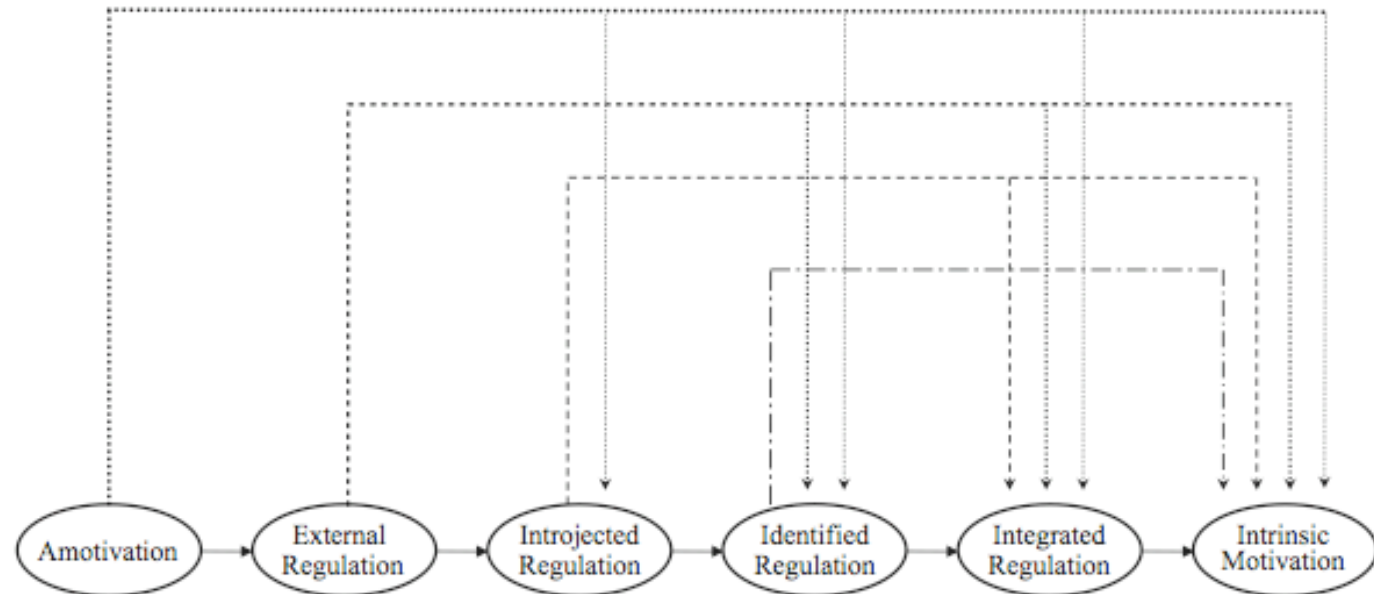 Amotivation
External
Regulation
Introjected
Regulation
Identified
Regulation
Integrated
Regulation
Intrinsic
Motivation